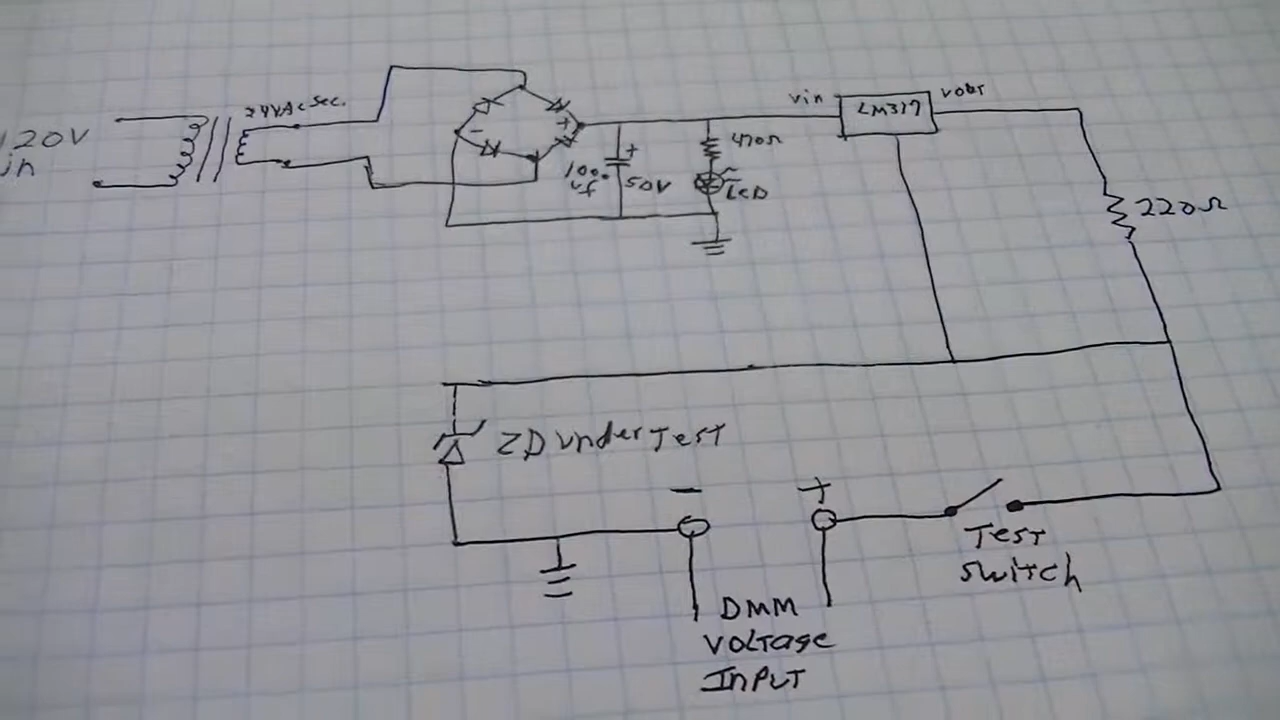 24VAC Sec.
120V
in
-
+
100.
uf
+
50V
470Ω
LED
Vin
LM317
Vout
220Ω
ZD under Test
-
+
Test
Switch
DMM
Voltage
Input